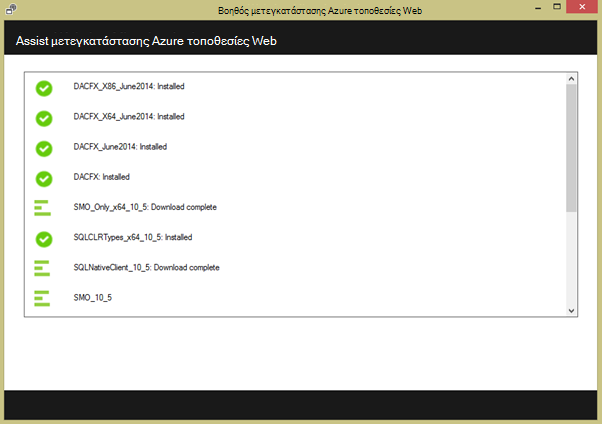 Βοηθός μετεγκατάστασης Azure τοποθεσίες Web
Assist μετεγκατάστασης Azure τοποθεσίες Web
DACFX_X86_June2014: Installed
DACFX_X64_June2014: Installed
DACFX_June2014: Installed
DACFX: Installed
SMO_Only_x64_10_5: Download complete
SQLCLRTypes_x64_10_5: Installed
SQLNativeClient_10_5: Download complete
SMO_10_5